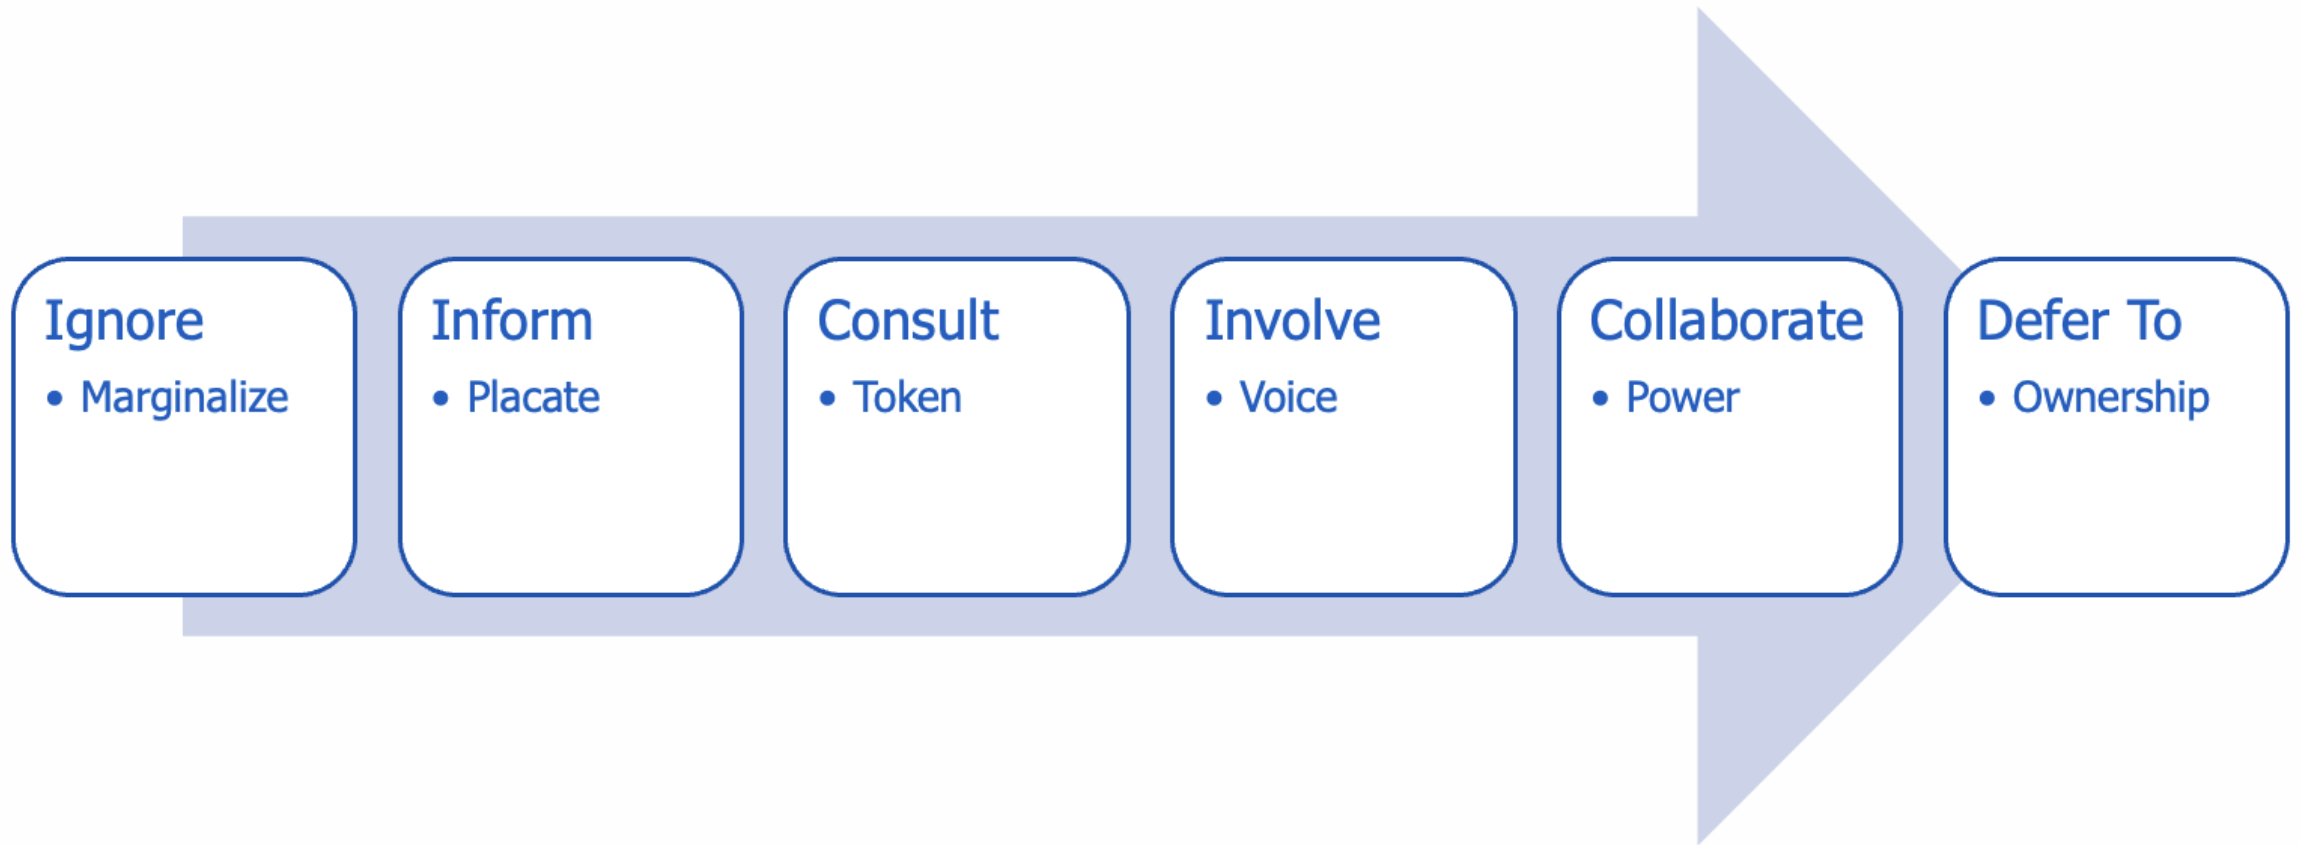 Ignore
• Marginalize
Inform
• Placate
Consult
• Token
Involve
• Voice
Collaborate
• Power
Defer To
• Ownership